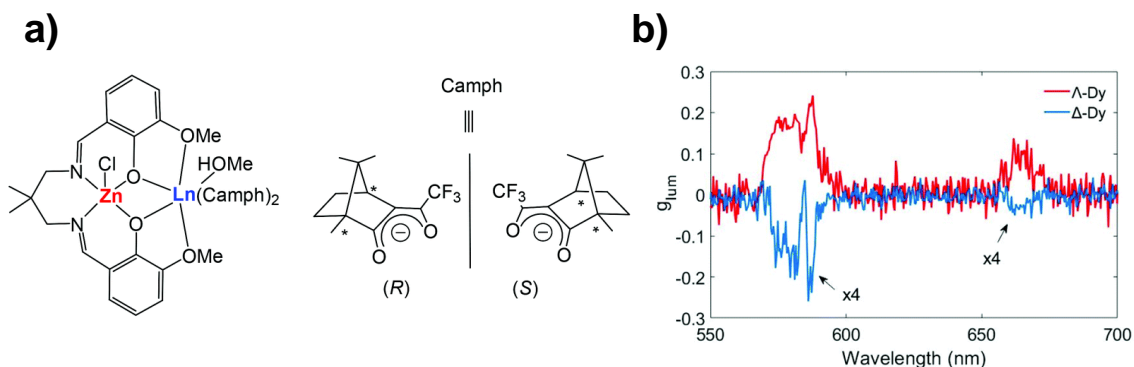 a)
OMe
Cl
HOMe
N
O
Zn
Ln(Camph)2
N
O
OMe
Camph
*
CF3
*
−
O
O
(R)
CF3
*
O
−
*
O
(S)
b)
0.3
0.2
0.1
0
-0.1
-0.2
-0.3
glum
Λ-Dy
Δ-Dy
x4
x4
550
600
650
700
Wavelength (nm)